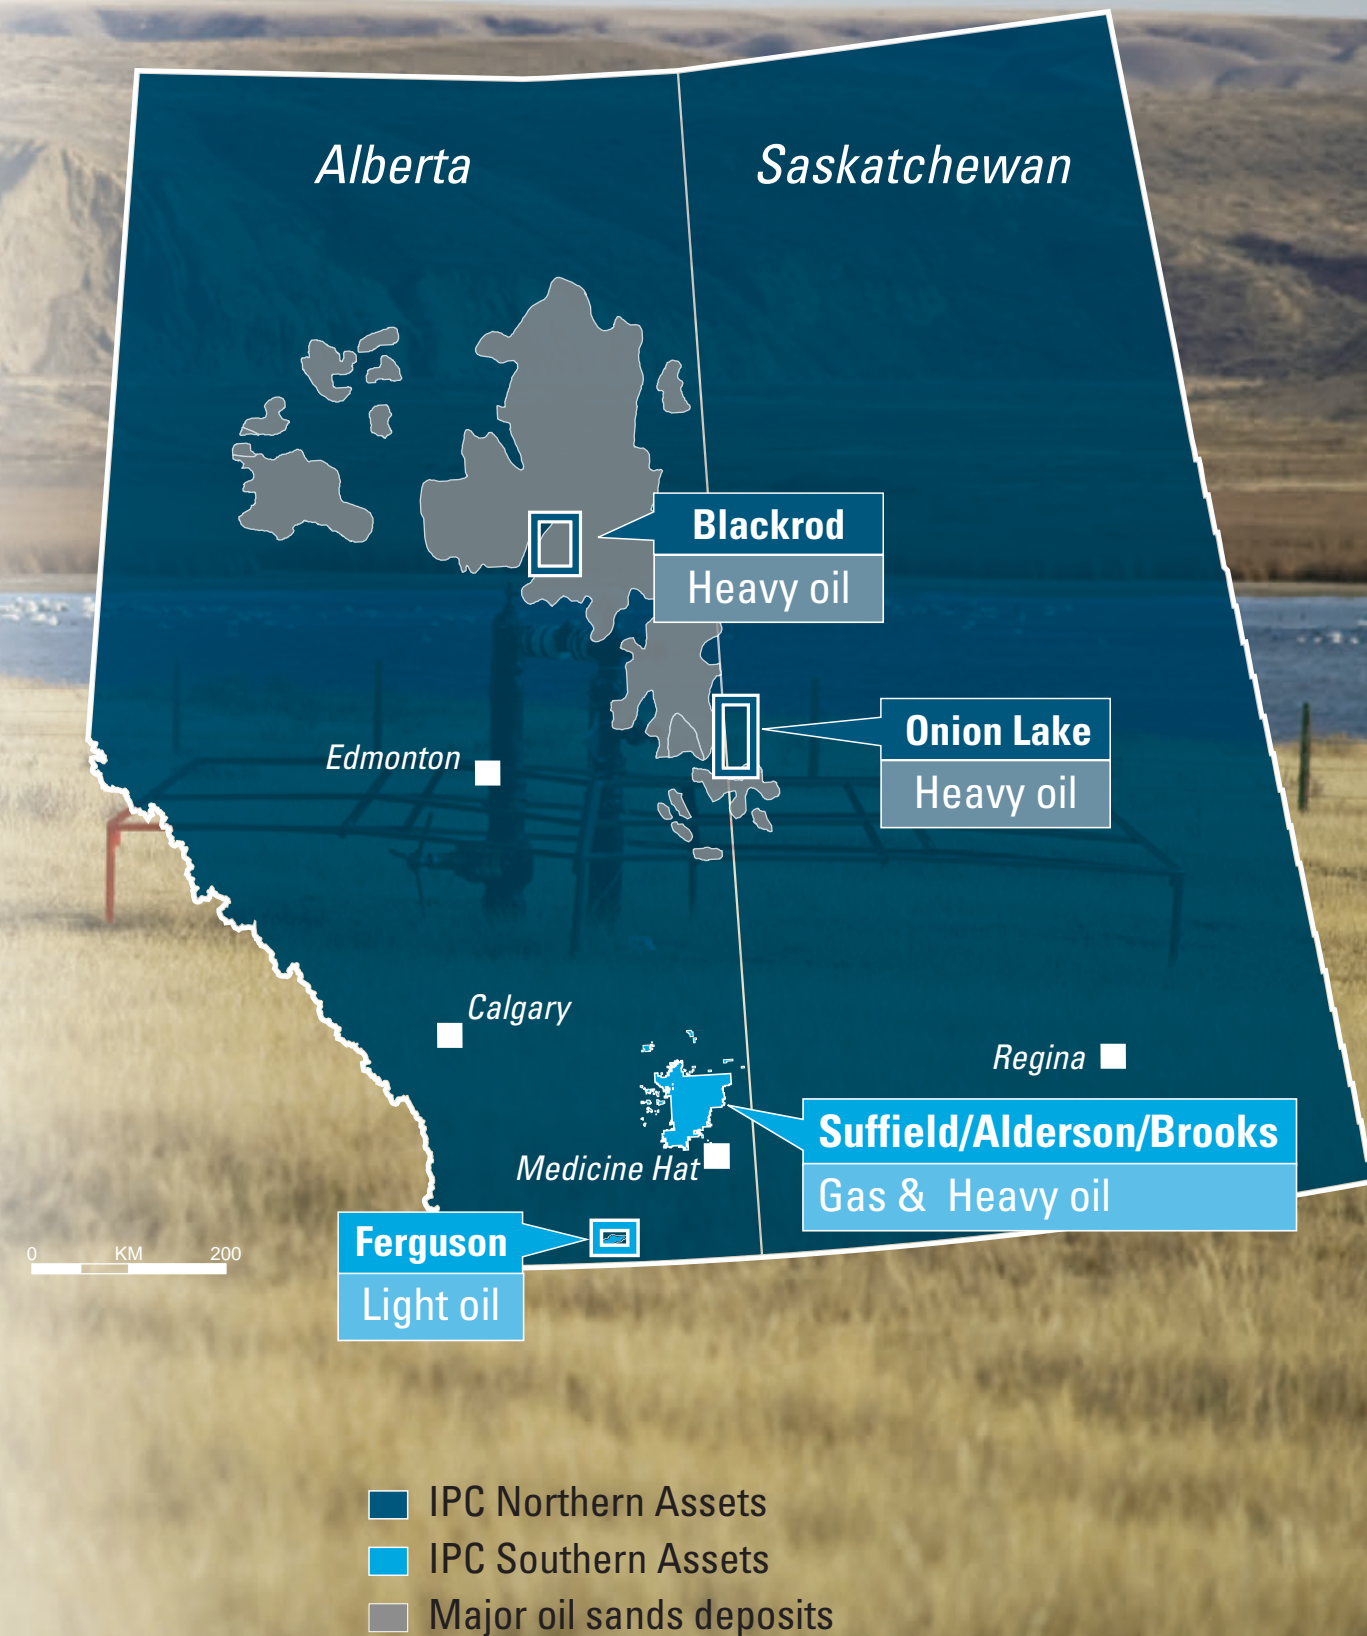 Alberta
Saskatchewan
Blackrod
Heavy oil
Onion Lake
Heavy oil
Edmonton
Calgary
Regina
Suffield/Alderson/Brooks
Gas & Heavy oil
Medicine Hat
Ferguson
Light oil
0 KM 200
IPC Northern Assets
IPC Southern Assets
Major oil sands deposits